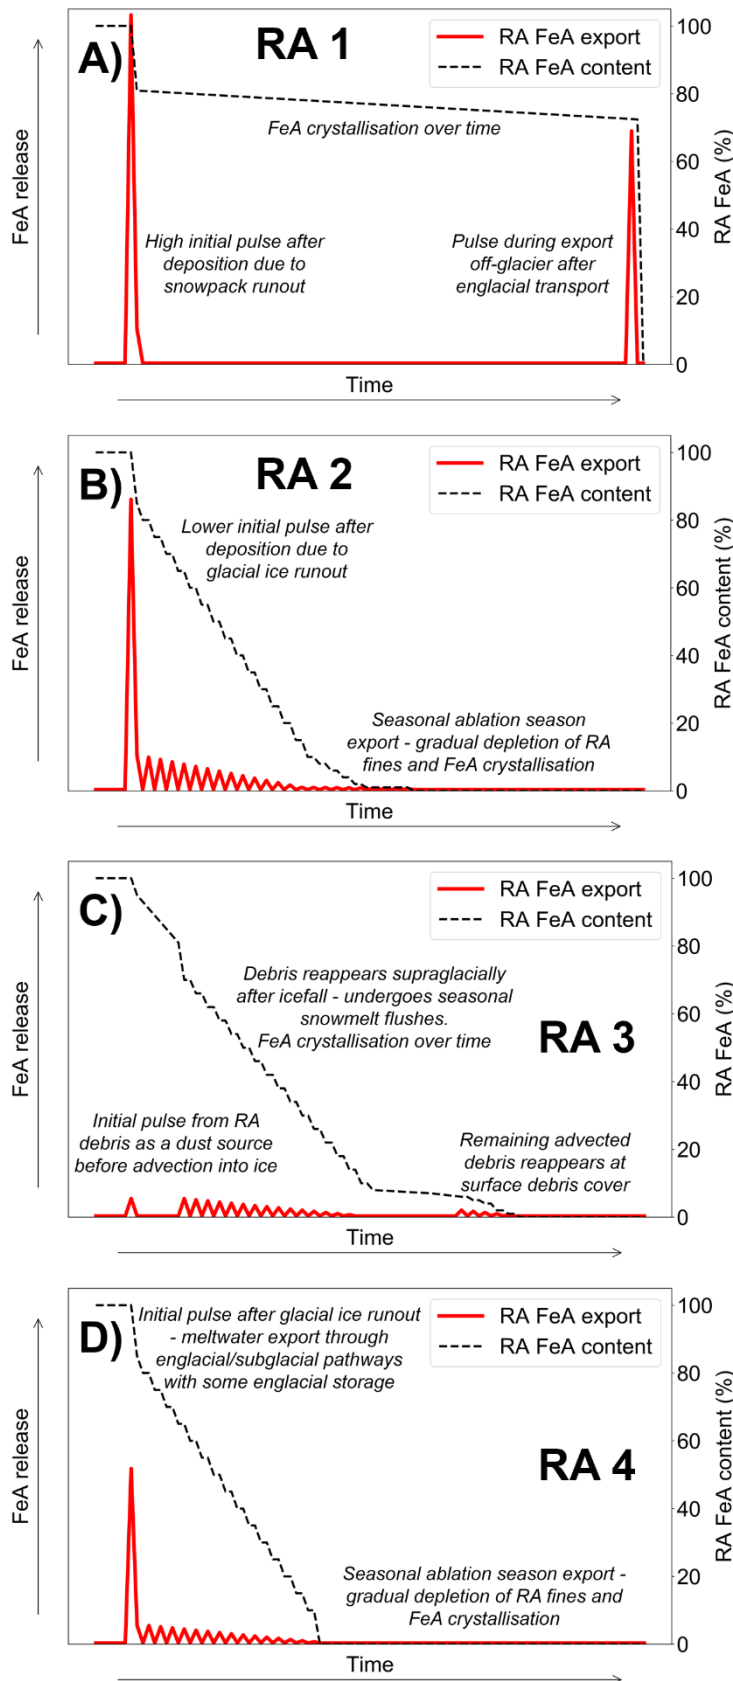 A)
RA 1
RA FeA export
RA FeA content
FeA crystallisation over time
High initial pulse after
deposition due to
snowpack runout
Pulse during export
off-glacier after
englacial transport
FeA release
Time
100
80
60
40
20
0
RA FeA (%)
B)
RA 2
RA FeA export
RA FeA content
Lower initial pulse after
deposition due to
glacial ice runout
Seasonal ablation season
export - gradual depletion of RA
fines and FeA crystallisation
FeA release
Time
100
80
60
40
20
0
RA FeA content (%)
C)
RA FeA export
RA FeA content
Debris reappears supraglacially
after icefall - undergoes seasonal
snowmelt flushes.
FeA crystallisation over time
RA 3
Initial pulse from RA
debris as a dust source
before advection into ice
Remaining advected
debris reappears at
surface debris cover
FeA release
Time
100
80
60
40
20
0
RA FeA (%)
D)
Initial pulse after glacial ice runout
- meltwater export through
englacial/subglacial pathways
with some englacial storage
RA FeA export
RA FeA content
RA 4
Seasonal ablation season export -
gradual depletion of RA fines and
FeA crystallisation
FeA release
Time
100
80
60
40
20
0
RA FeA content (%)